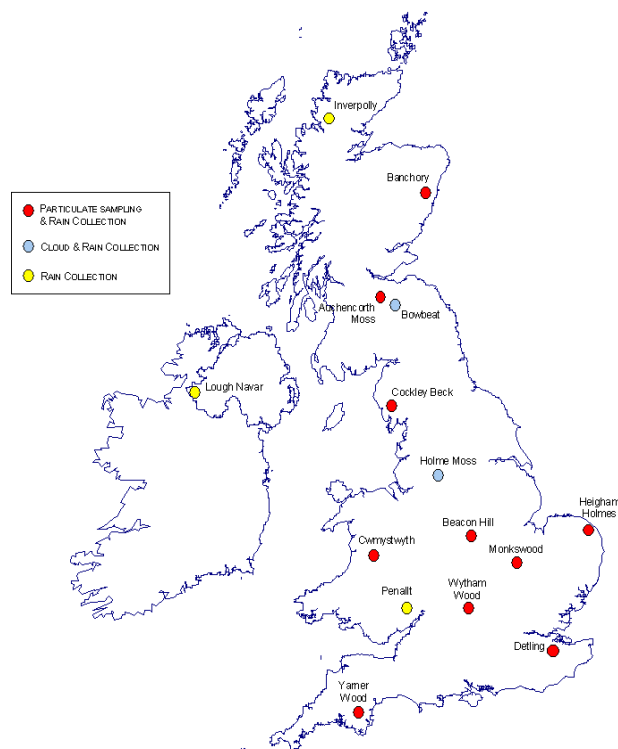 Inverpolly
Banchory
PARTICULATE SAMPLING
& RAIN COLLECTION
CLOUD & RAIN COLLECTION
RAIN COLLECTION
Auchencorth
Moss
Bowbeat
Lough Navar
Cockley Beck
Holme Moss
Heigham
Holmes
Beacon Hill
Cwmystwyth
Monkswood
Penallt
Wytham
Wood
Detling
Yarner
Wood